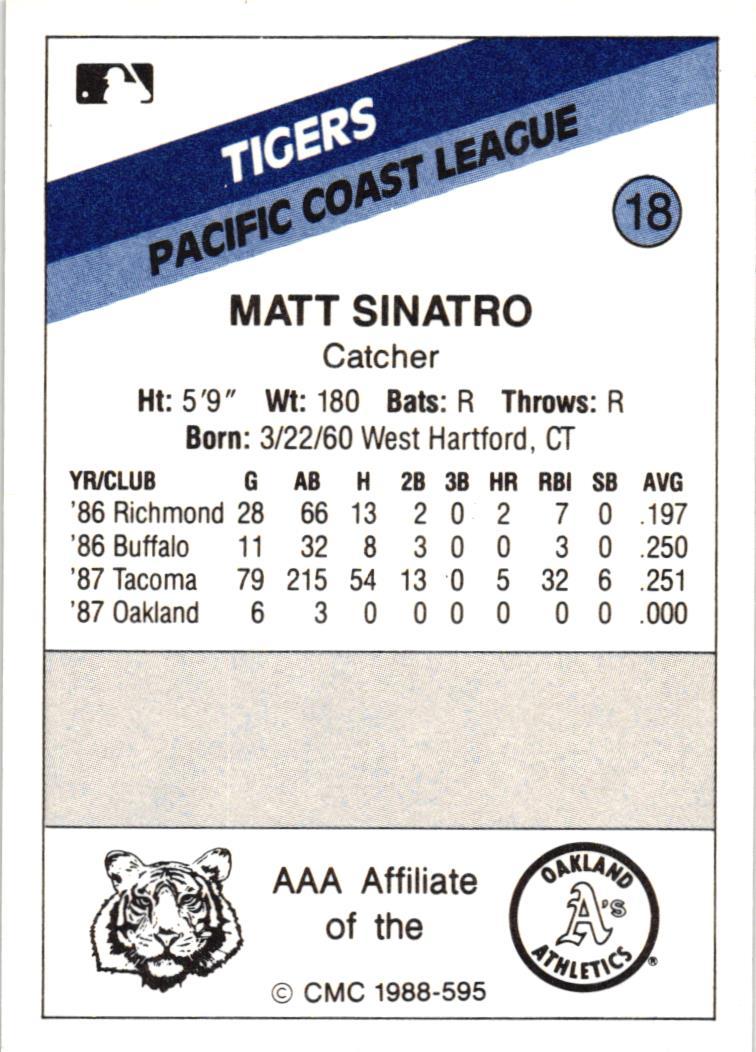 TIGERS
PACIFIC COAST LEAGUE
18
MATT SINATRO
Catcher
Ht: 5'9" Wt: 180 Bats: R Throws: R
Born: 3/22/60 West Hartford, CT
YR/CLUB G AB H 2B 3B HR RBI SB AVG
'86 Richmond 28 66 13 2 0 2 7 0 .197
'86 Buffalo 11 32 8 3 0 0 3 0 .250
'87 Tacoma 79 215 54 13 0 5 32 6 .251
'87 Oakland 6 3 0 0 0 0 0 0 .000
AAA Affiliate
of the
© CMC 1988-595
OAKLAND
A's
ATHLETICS ®